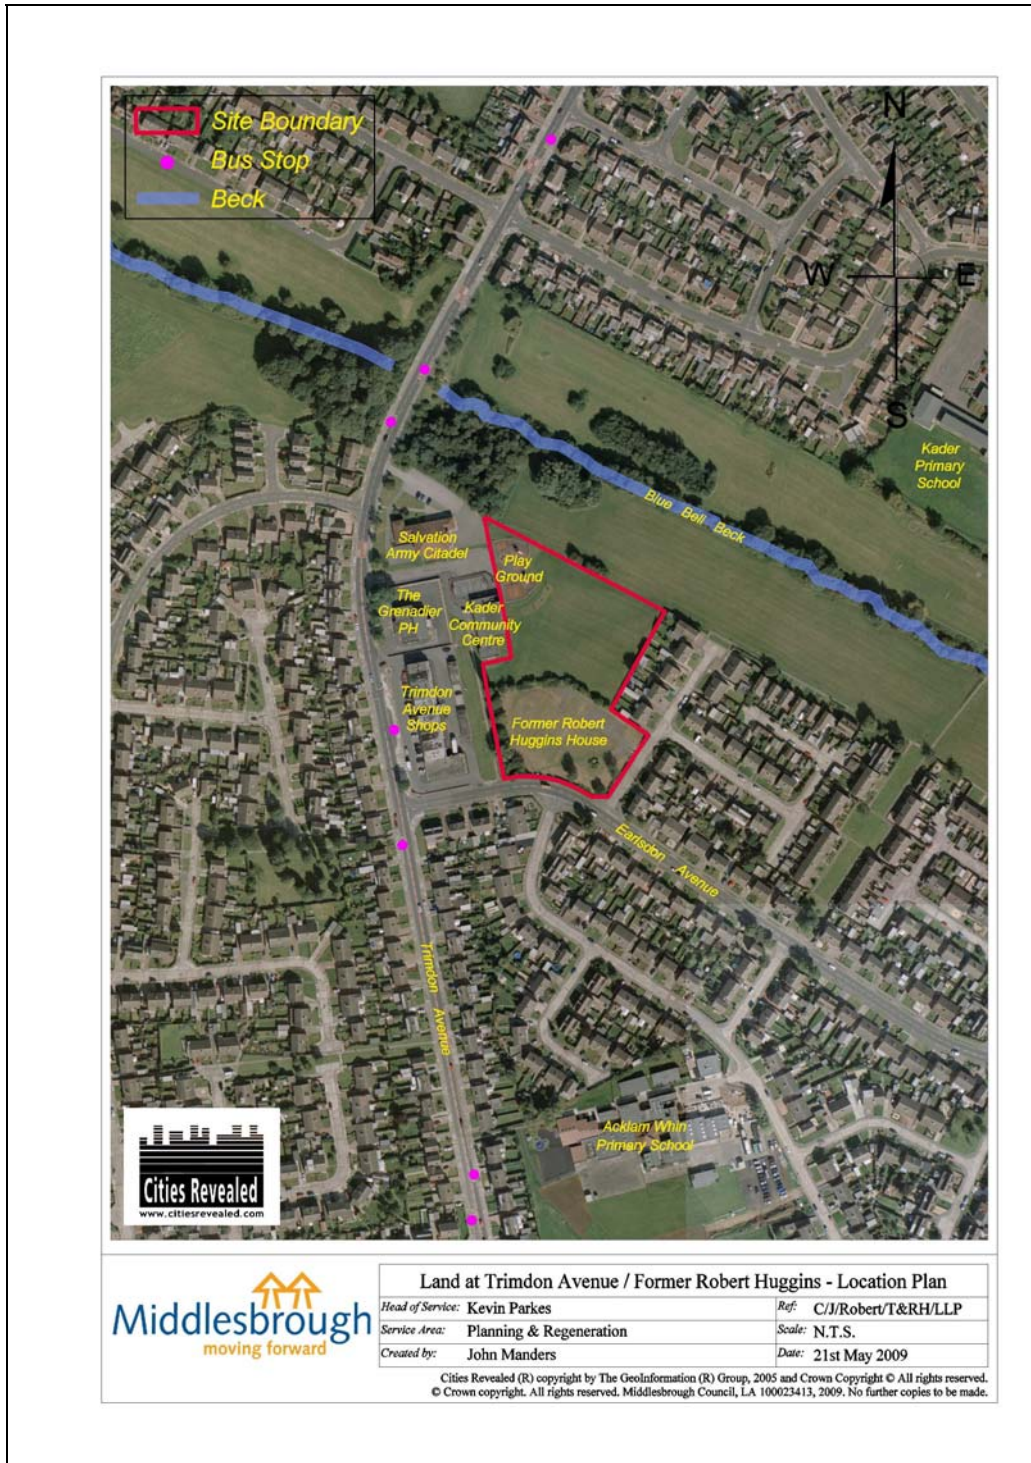 Site Boundary
Bus Stop
Beck
N
W
E
S
Kader
Primary
School
Blue Bell Beck
Salvation
Army Citadel
Play
Ground
The
Grenadier
PH
Kader
Community
Centre
Trimdon
Avenue
Shops
Former Robert
Huggins House
Earlsdon Avenue
Trimdon Avenue
Acklam Whin
Primary School
Cities Revealed
www.citiesrevealed.com
Middlesbrough
moving forward
Land at Trimdon Avenue / Former Robert Huggins - Location Plan
Head of Service: Kevin Parkes
Ref: C/J/Robert/T&RH/LLP
Service Area: Planning & Regeneration
Scale: N.T.S.
Created by: John Manders
Date: 21st May 2009
Cities Revealed (R) copyright by The GeoInformation (R) Group, 2005 and Crown Copyright © All rights reserved.
© Crown copyright. All rights reserved. Middlesbrough Council, LA 100023413, 2009. No further copies to be made.